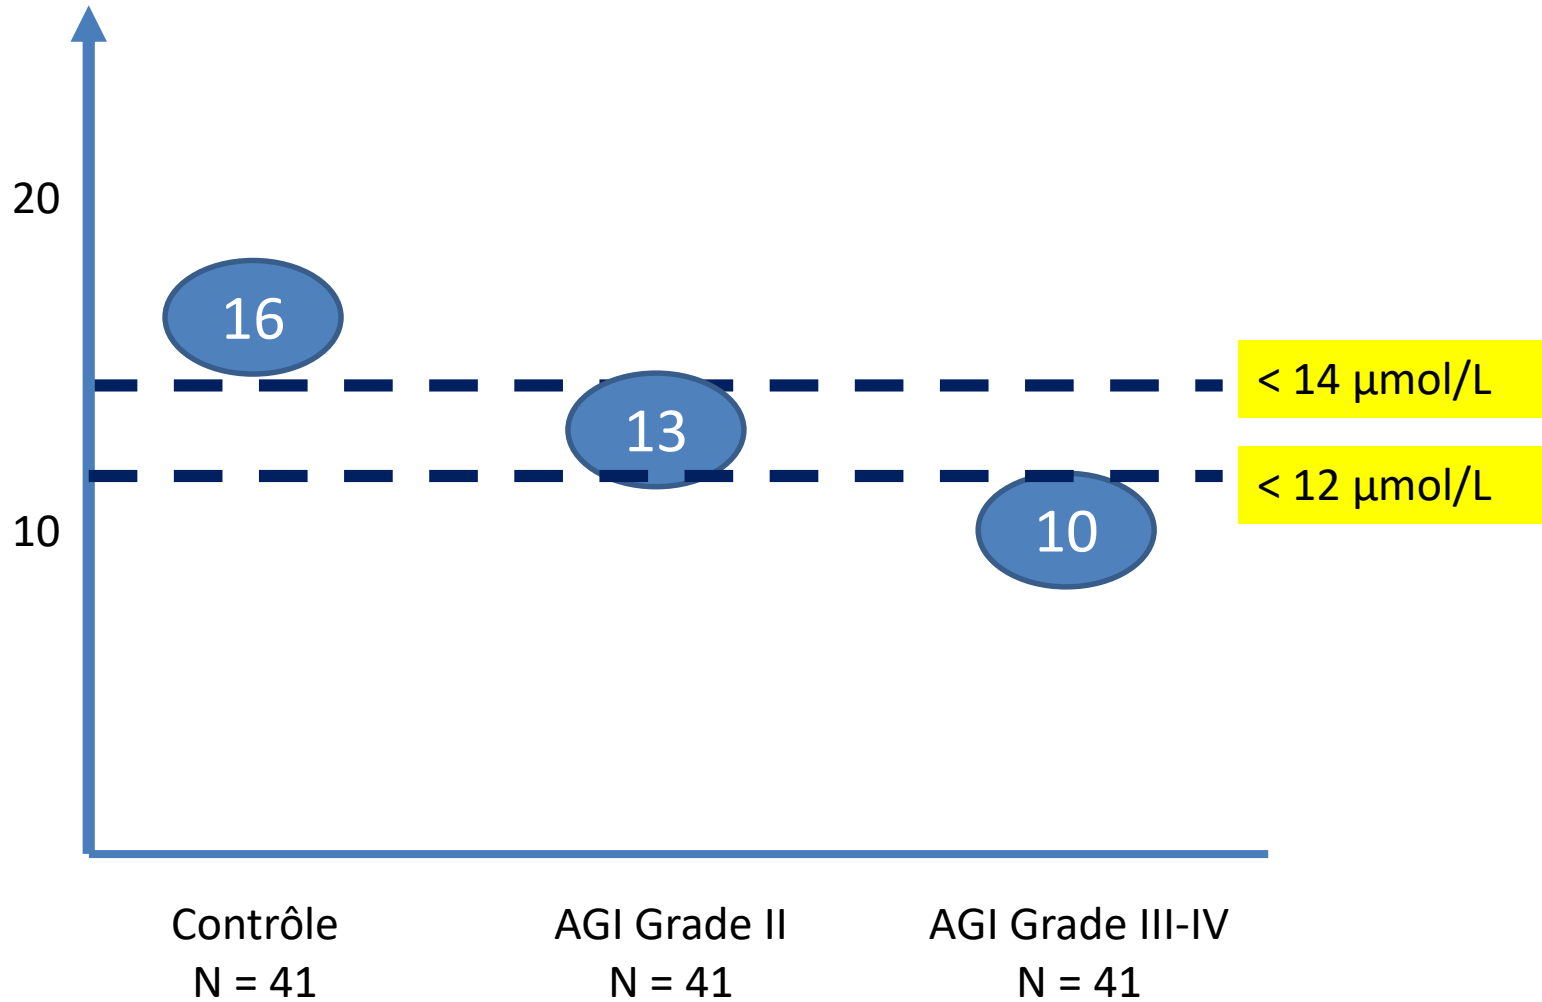 20
16
< 14 µmol/L
13
< 12 µmol/L
10
10
Contrôle
N = 41
AGI Grade II
N = 41
AGI Grade III-IV
N = 41